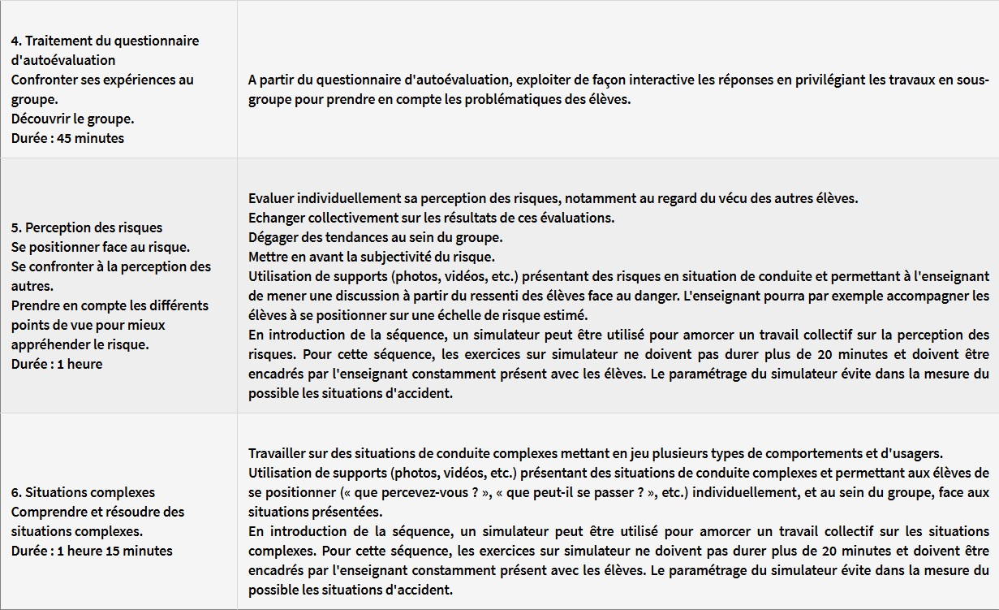 4. Traitement du questionnaire
d'autoévaluation
Confronter ses expériences au
groupe.
Découvrir le groupe.
Durée : 45 minutes
A partir du questionnaire d'autoévaluation, exploiter de façon interactive les réponses en privilégiant les travaux en sous-
groupe pour prendre en compte les problématiques des élèves.
5. Perception des risques
Se positionner face au risque.
Se confronter à la perception des
autres.
Prendre en compte les différents
points de vue pour mieux
appréhender le risque.
Durée : 1 heure
Evaluer individuellement sa perception des risques, notamment au regard du vécu des autres élèves.
Echanger collectivement sur les résultats de ces évaluations.
Dégager des tendances au sein du groupe.
Mettre en avant la subjectivité du risque.
Utilisation de supports (photos, vidéos, etc.) présentant des risques en situation de conduite et permettant à l'enseignant
de mener une discussion à partir du ressenti des élèves face au danger. L'enseignant pourra par exemple accompagner les
élèves à se positionner sur une échelle de risque estimé.
En introduction de la séquence, un simulateur peut être utilisé pour amorcer un travail collectif sur la perception des
risques. Pour cette séquence, les exercices sur simulateur ne doivent pas durer plus de 20 minutes et doivent être
encadrés par l'enseignant constamment présent avec les élèves. Le paramétrage du simulateur évite dans la mesure du
possible les situations d'accident.
6. Situations complexes
Comprendre et résoudre des
situations complexes.
Durée : 1 heure 15 minutes
Travailler sur des situations de conduite complexes mettant en jeu plusieurs types de comportements et d'usagers.
Utilisation de supports (photos, vidéos, etc.) présentant des situations de conduite complexes et permettant aux élèves de
se positionner (« que percevez-vous ? », « que peut-il se passer ? », etc.) individuellement, et au sein du groupe, face aux
situations présentées.
En introduction de la séquence, un simulateur peut être utilisé pour amorcer un travail collectif sur les situations
complexes. Pour cette séquence, les exercices sur simulateur ne doivent pas durer plus de 20 minutes et doivent être
encadrés par l'enseignant constamment présent avec les élèves. Le paramétrage du simulateur évite dans la mesure du
possible les situations d'accident.